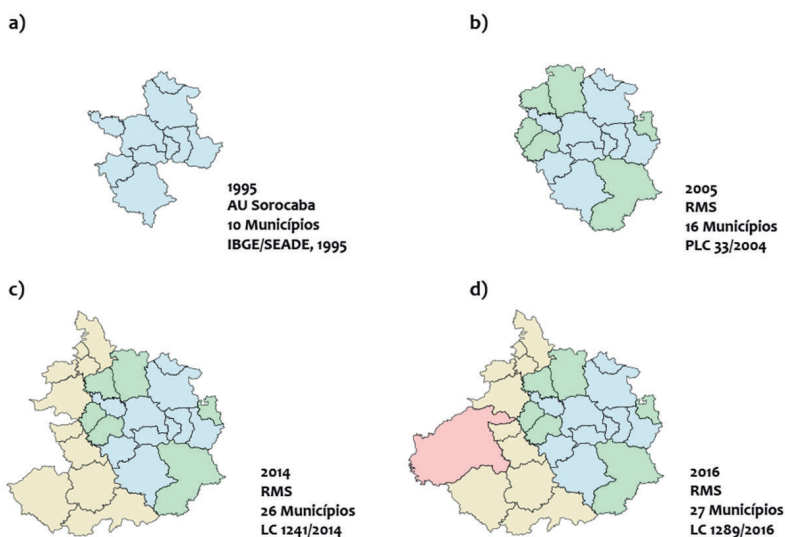 a)
1995
AU Sorocaba
10 Municípios
IBGE/SEADE, 1995
b)
2005
RMS
16 Municípios
PLC 33/2004
c)
2014
RMS
26 Municípios
LC 1241/2014
d)
2016
RMS
27 Municípios
LC 1289/2016